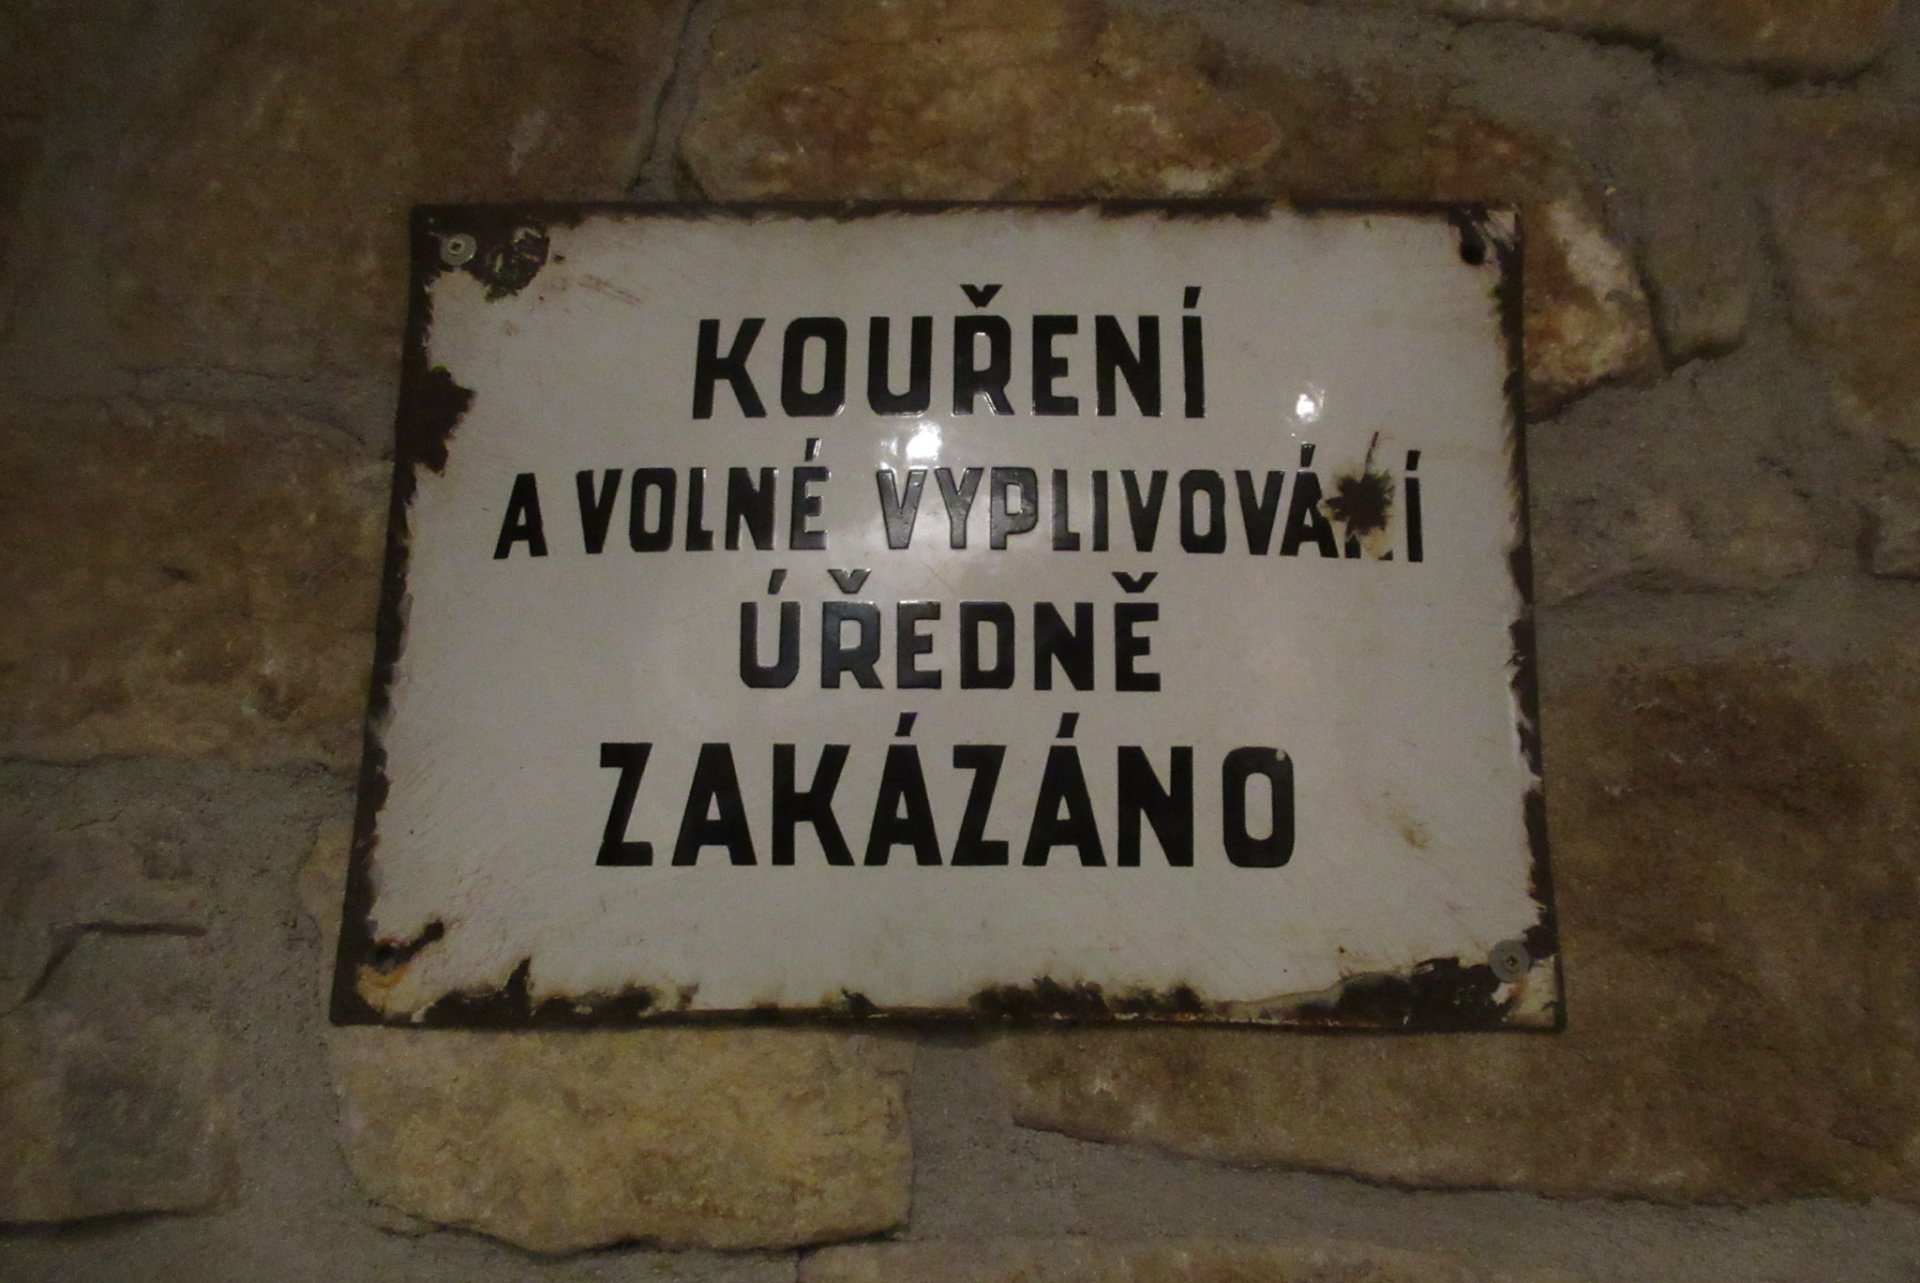 KOUŘENÍ
A VOLNÉ VYPLIVOVÁNÍ
ÚŘEDNĚ
ZAKÁZÁNO